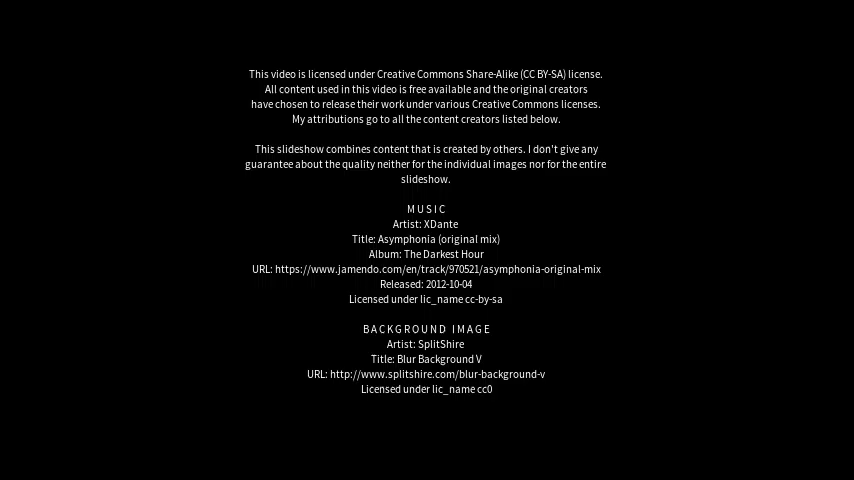 This video is licensed under Creative Commons Share-Alike (CC BY-SA) license.
All content used in this video is free available and the original creators
have chosen to release their work under various Creative Commons licenses.
My attributions go to all the content creators listed below.
This slideshow combines content that is created by others. I don't give any
guarantee about the quality neither for the individual images nor for the entire
slideshow.
MUSIC
Artist: XDante
Title: Asymphonia (original mix)
Album: The Darkest Hour
URL: https://www.jamendo.com/en/track/970521/asymphonia-original-mix
Released: 2012-10-04
Licensed under lic_name cc-by-sa
BACKGROUND IMAGE
Artist: SplitShire
Title: Blur Background V
URL: http://www.splitshire.com/blur-background-v
Licensed under lic_name cc0